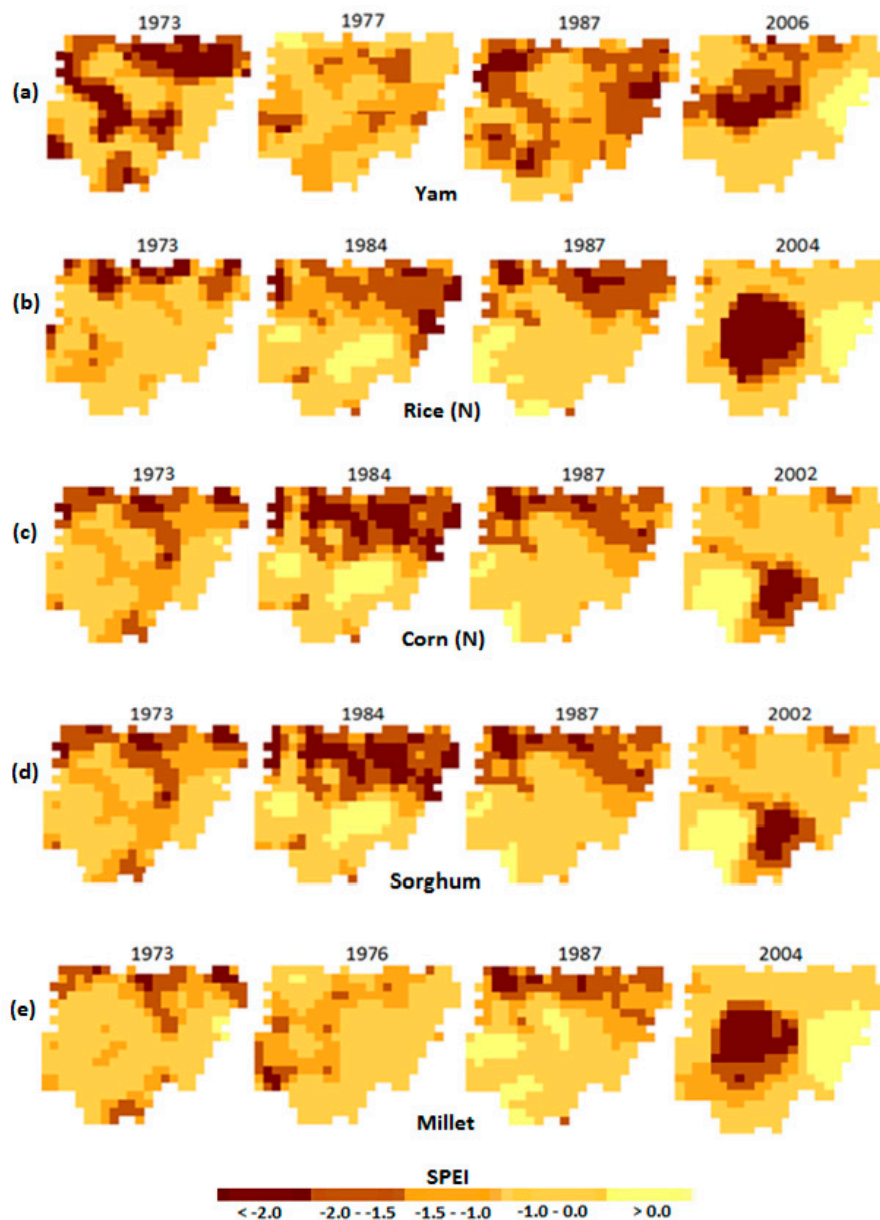 1973 1977 1987 2006
(a)
Yam
1973 1984 1987 2004
(b)
Rice (N)
1973 1984 1987 2002
(c)
Corn (N)
1973 1984 1987 2002
(d)
Sorghum
1973 1976 1987 2004
(e)
Millet
SPEI
< -2.0 -2.0 - -1.5 -1.5 - -1.0 -1.0 - 0.0 > 0.0